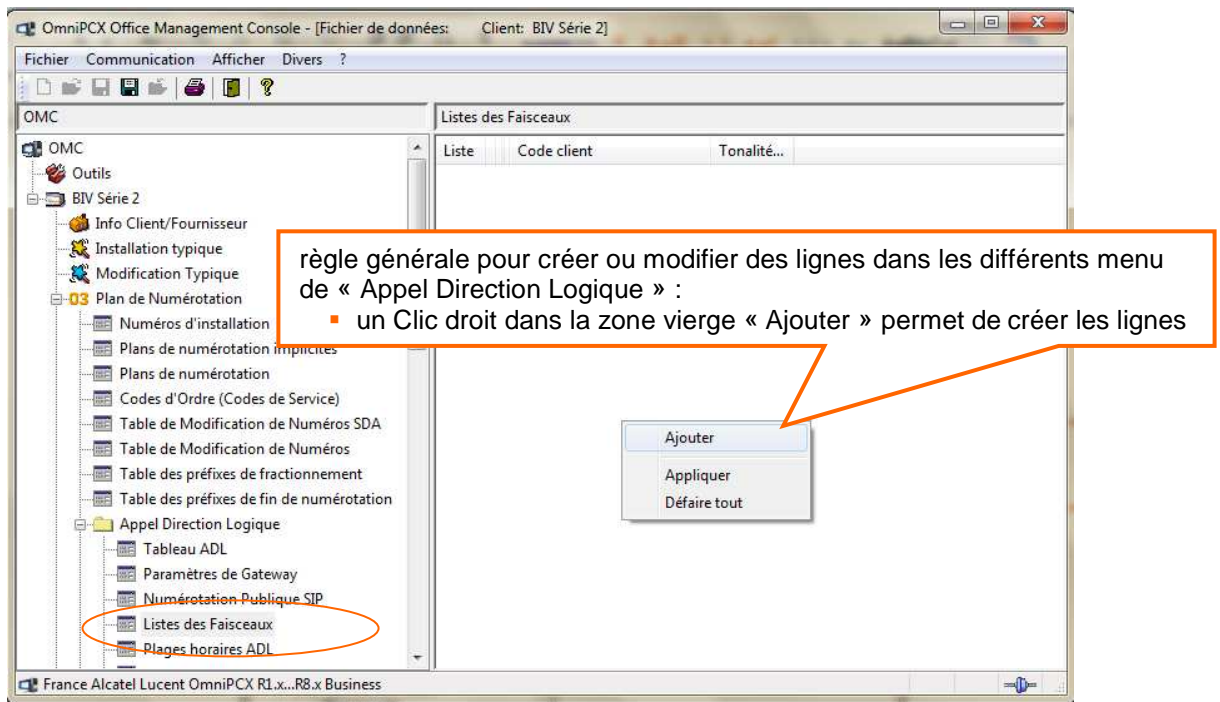 OmniPCX Office Management Console - [Fichier de données: Client: BIV Série 2]
Fichier Communication Afficher Divers ?
OMC
Listes des Faisceaux
OMC
Outils
BIV Série 2
Info Client/Fournisseur
Installation typique
Modification Typique
03 Plan de Numérotation
Numéros d'installation
Plans de numérotation implicites
Plans de numérotation
Codes d'Ordre (Codes de Service)
Table de Modification de Numéros SDA
Table de Modification de Numéros
Table des préfixes de fractionnement
Table des préfixes de fin de numérotation
Appel Direction Logique
Tableau ADL
Paramètres de Gateway
Numérotation Publique SIP
Listes des Faisceaux
Plages horaires ADL
Liste Code client Tonalité...
règle générale pour créer ou modifier des lignes dans les différents menu
de « Appel Direction Logique » :
▪ un Clic droit dans la zone vierge « Ajouter » permet de créer les lignes
Ajouter
Appliquer
Défaire tout
France Alcatel Lucent OmniPCX R1.x...R8.x Business